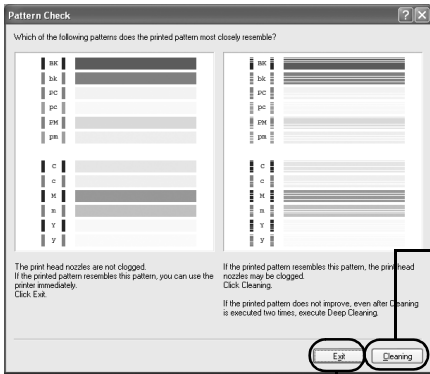 Pattern Check
Which of the following patterns does the printed pattern most closely resemble?
BK
bk
PC
pc
PM
pm
C
c
M
m
Y
y
BK
bk
PC
pc
PM
pm
C
c
M
m
Y
y
The print head nozzles are not clogged.
If the printed pattern resembles this pattern, you can use the
printer immediately.
Click Exit.
If the printed pattern resembles this pattern, the print head
nozzles may be clogged.
Click Cleaning.
If the printed pattern does not improve, even after Cleaning
is executed two times, execute Deep Cleaning.
Exit
Cleaning